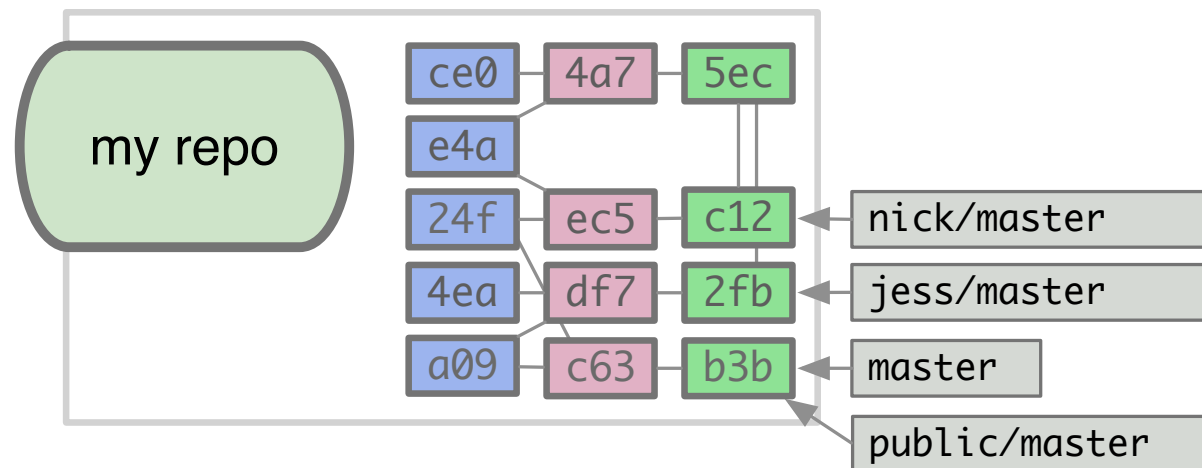 my repo
ce0 4a7 5ec
e4a
24f ec5 c12 nick/master
4ea df7 2fb jess/master
a09 c63 b3b master
public/master